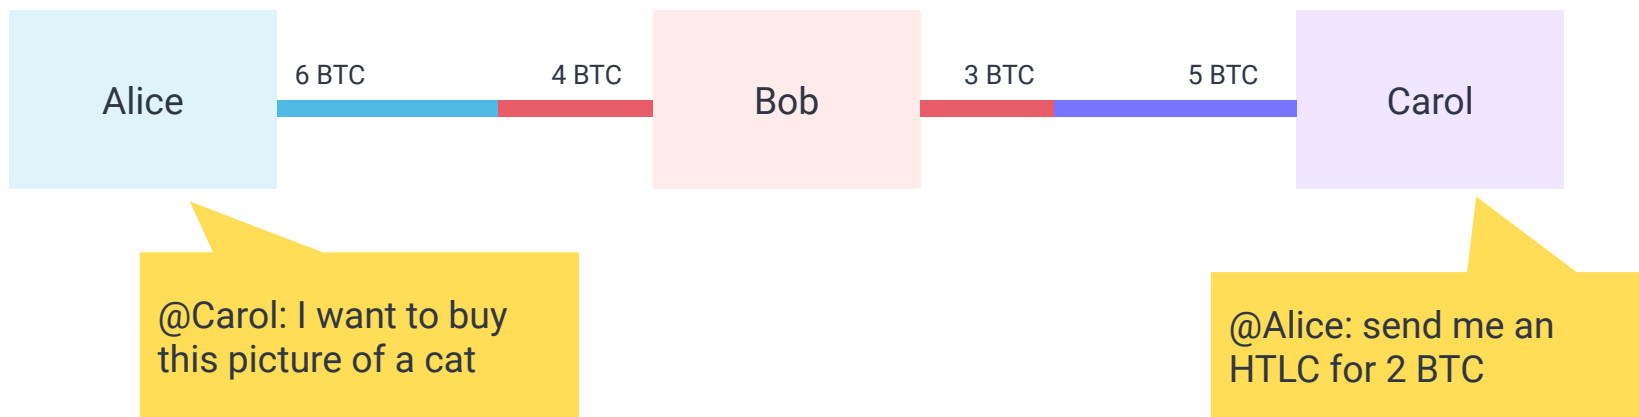 Alice
6 BTC
4 BTC
Bob
3 BTC
5 BTC
Carol
@Carol: I want to buy
this picture of a cat
@Alice: send me an
HTLC for 2 BTC